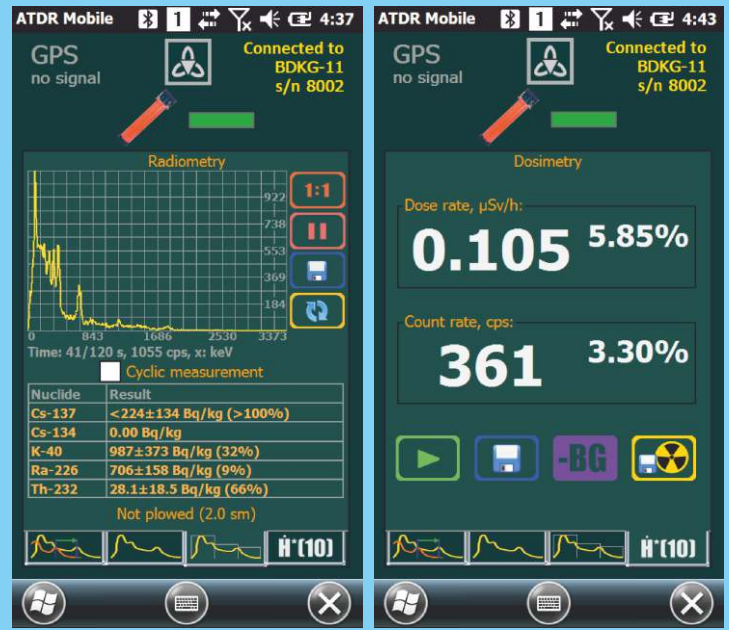 ATDR Mobile 1 4:37
GPS
no signal
Connected to
BDKG-11
s/n 8002
Radiometry
922
738
553
369
184
0 843 1686 2530 3373
1:1
Time: 41/120 s, 1055 cps, x: keV
Cyclic measurement
Nuclide Result
Cs-137 <224±134 Bq/kg (>100%)
Cs-134 0.00 Bq/kg
K-40 987±373 Bq/kg (32%)
Ra-226 706±158 Bq/kg (9%)
Th-232 28.1±18.5 Bq/kg (66%)
Not plowed (2.0 sm)
Ḣ*(10)
ATDR Mobile 1 4:43
GPS
no signal
Connected to
BDKG-11
s/n 8002
Dosimetry
Dose rate, µSv/h:
0.105 5.85%
Count rate, cps:
361 3.30%
-BG
Ḣ*(10)